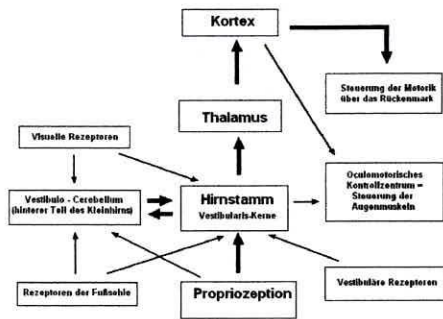 Kortex
Steuerung der Motorik
über das Rückenmark
Thalamus
Visuelle Rezeptoren
Vestibulo - Cerebellum
(hinterer Teil des Kleinhirns)
Hirnstamm
Vestibularis-Kerne
Oculomotorisches
Kontrollzentrum =
Steuerung der
Augenmuskeln
Rezeptoren der Fußsohle
Propriozeption
Vestibuläre Rezeptoren